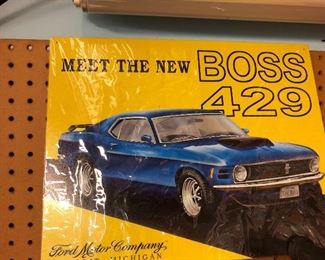 MEET THE NEW BOSS
429
Ford Motor Company
MICHIGAN